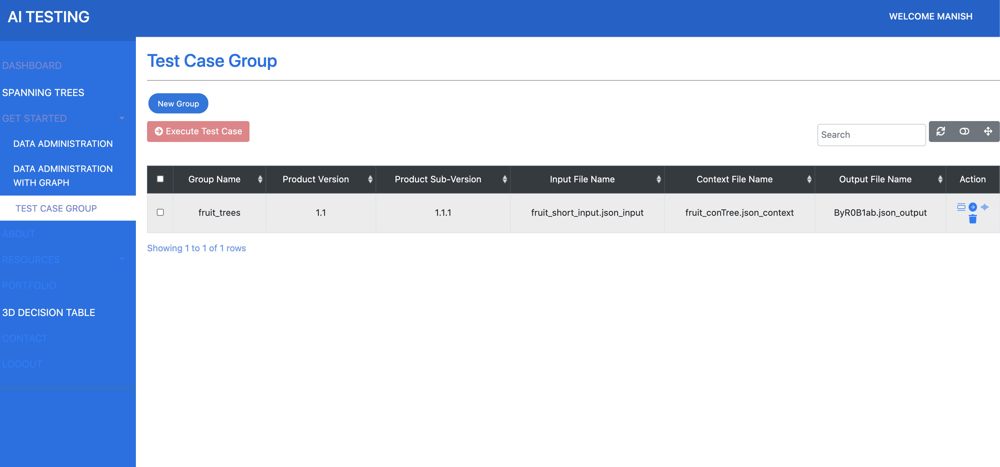 AI TESTING
WELCOME MANISH
DASHBOARD
SPANNING TREES
GET STARTED
DATA ADMINISTRATION
DATA ADMINISTRATION
WITH GRAPH
TEST CASE GROUP
ABOUT
RESOURCES
PORTFOLIO
3D DECISION TABLE
CONTACT
LOGOUT
Test Case Group
New Group
Execute Test Case
Search
Group Name Product Version Product Sub-Version Input File Name Context File Name Output File Name Action
fruit_trees 1.1 1.1.1 fruit_short_input.json_input fruit_conTree.json_context ByR0B1ab.json_output
Showing 1 to 1 of 1 rows